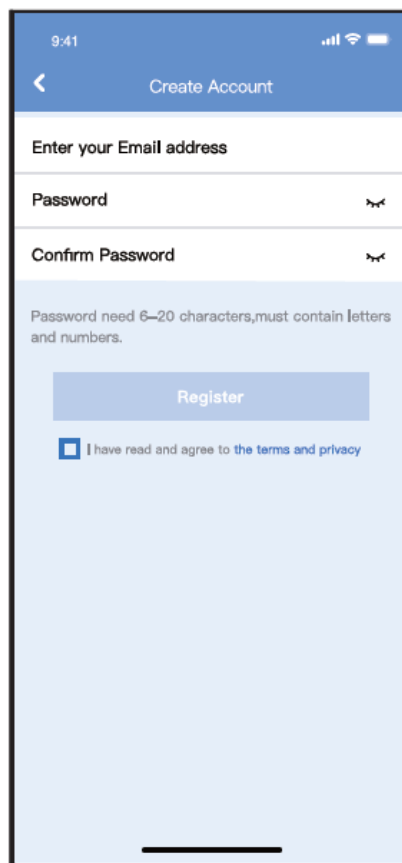 9:41
Create Account
Enter your Email address
Password
Confirm Password
Password need 6–20 characters,must contain letters
and numbers.
Register
I have read and agree to the terms and privacy